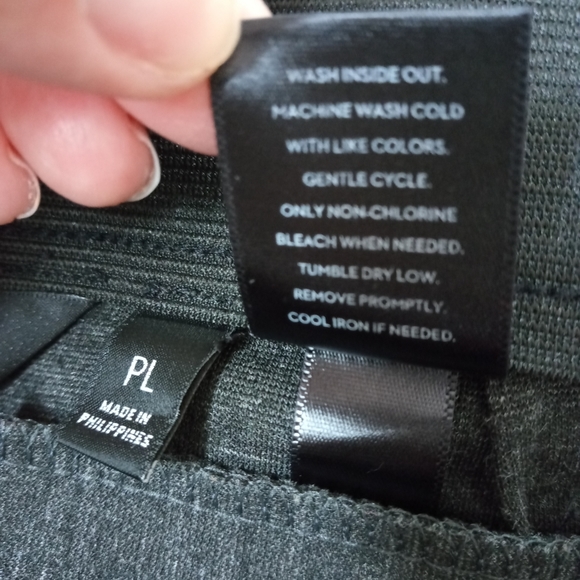 WASH INSIDE OUT.
MACHINE WASH COLD
WITH LIKE COLORS.
GENTLE CYCLE.
ONLY NON-CHLORINE
BLEACH WHEN NEEDED.
TUMBLE DRY LOW.
REMOVE PROMPTLY.
COOL IRON IF NEEDED.
PL
MADE IN
PHILIPPINES